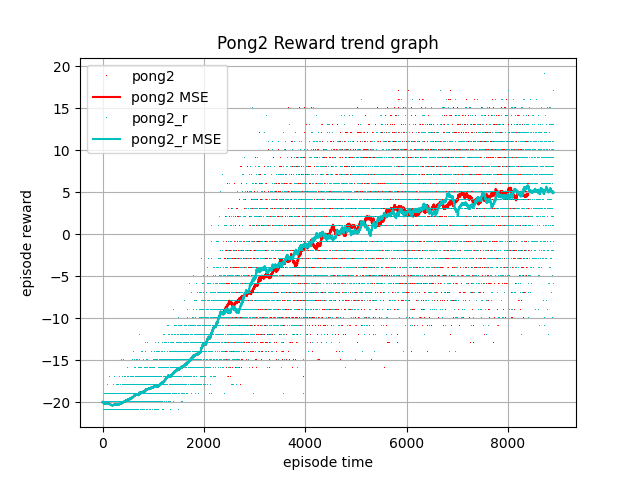 Pong2 Reward trend graph
pong2
pong2 MSE
pong2_r
pong2_r MSE
episode reward
20
15
10
5
0
−5
−10
−15
−20
0 2000 4000 6000 8000
episode time